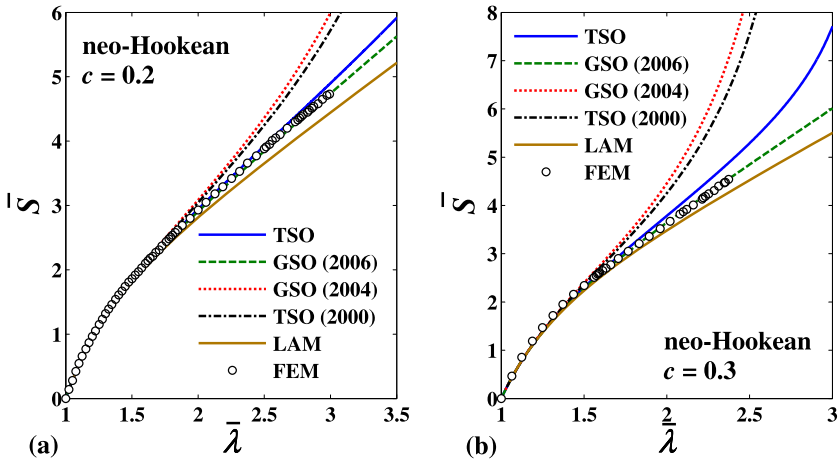 neo-Hookean
c = 0.2
TSO
GSO (2006)
GSO (2004)
TSO (2000)
LAM
FEM
0
1
2
3
4
5
6
1
1.5
2
2.5
3
3.5
S̄
λ̄
(a)
TSO
GSO (2006)
GSO (2004)
TSO (2000)
LAM
FEM
neo-Hookean
c = 0.3
0
1
2
3
4
5
6
7
8
1
1.5
2
2.5
3
S̄
λ̄
(b)